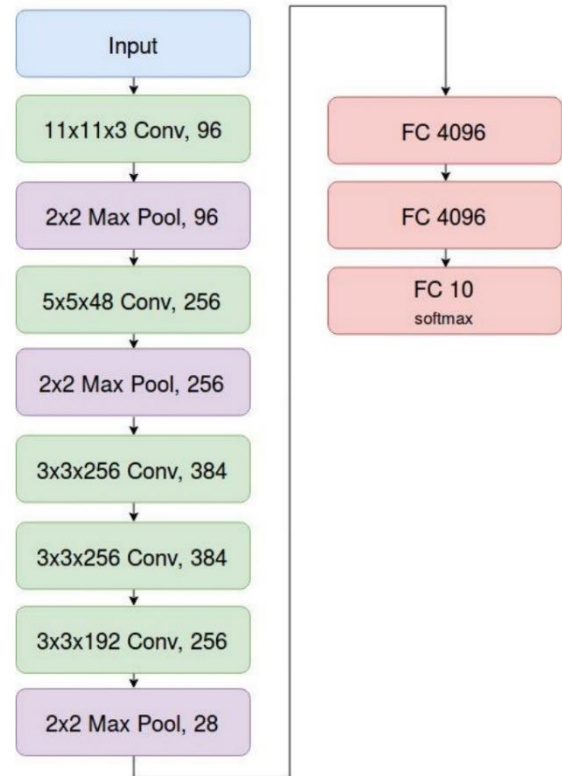 Input
11x11x3 Conv, 96
2x2 Max Pool, 96
5x5x48 Conv, 256
2x2 Max Pool, 256
3x3x256 Conv, 384
3x3x256 Conv, 384
3x3x192 Conv, 256
2x2 Max Pool, 28
FC 4096
FC 4096
FC 10
softmax